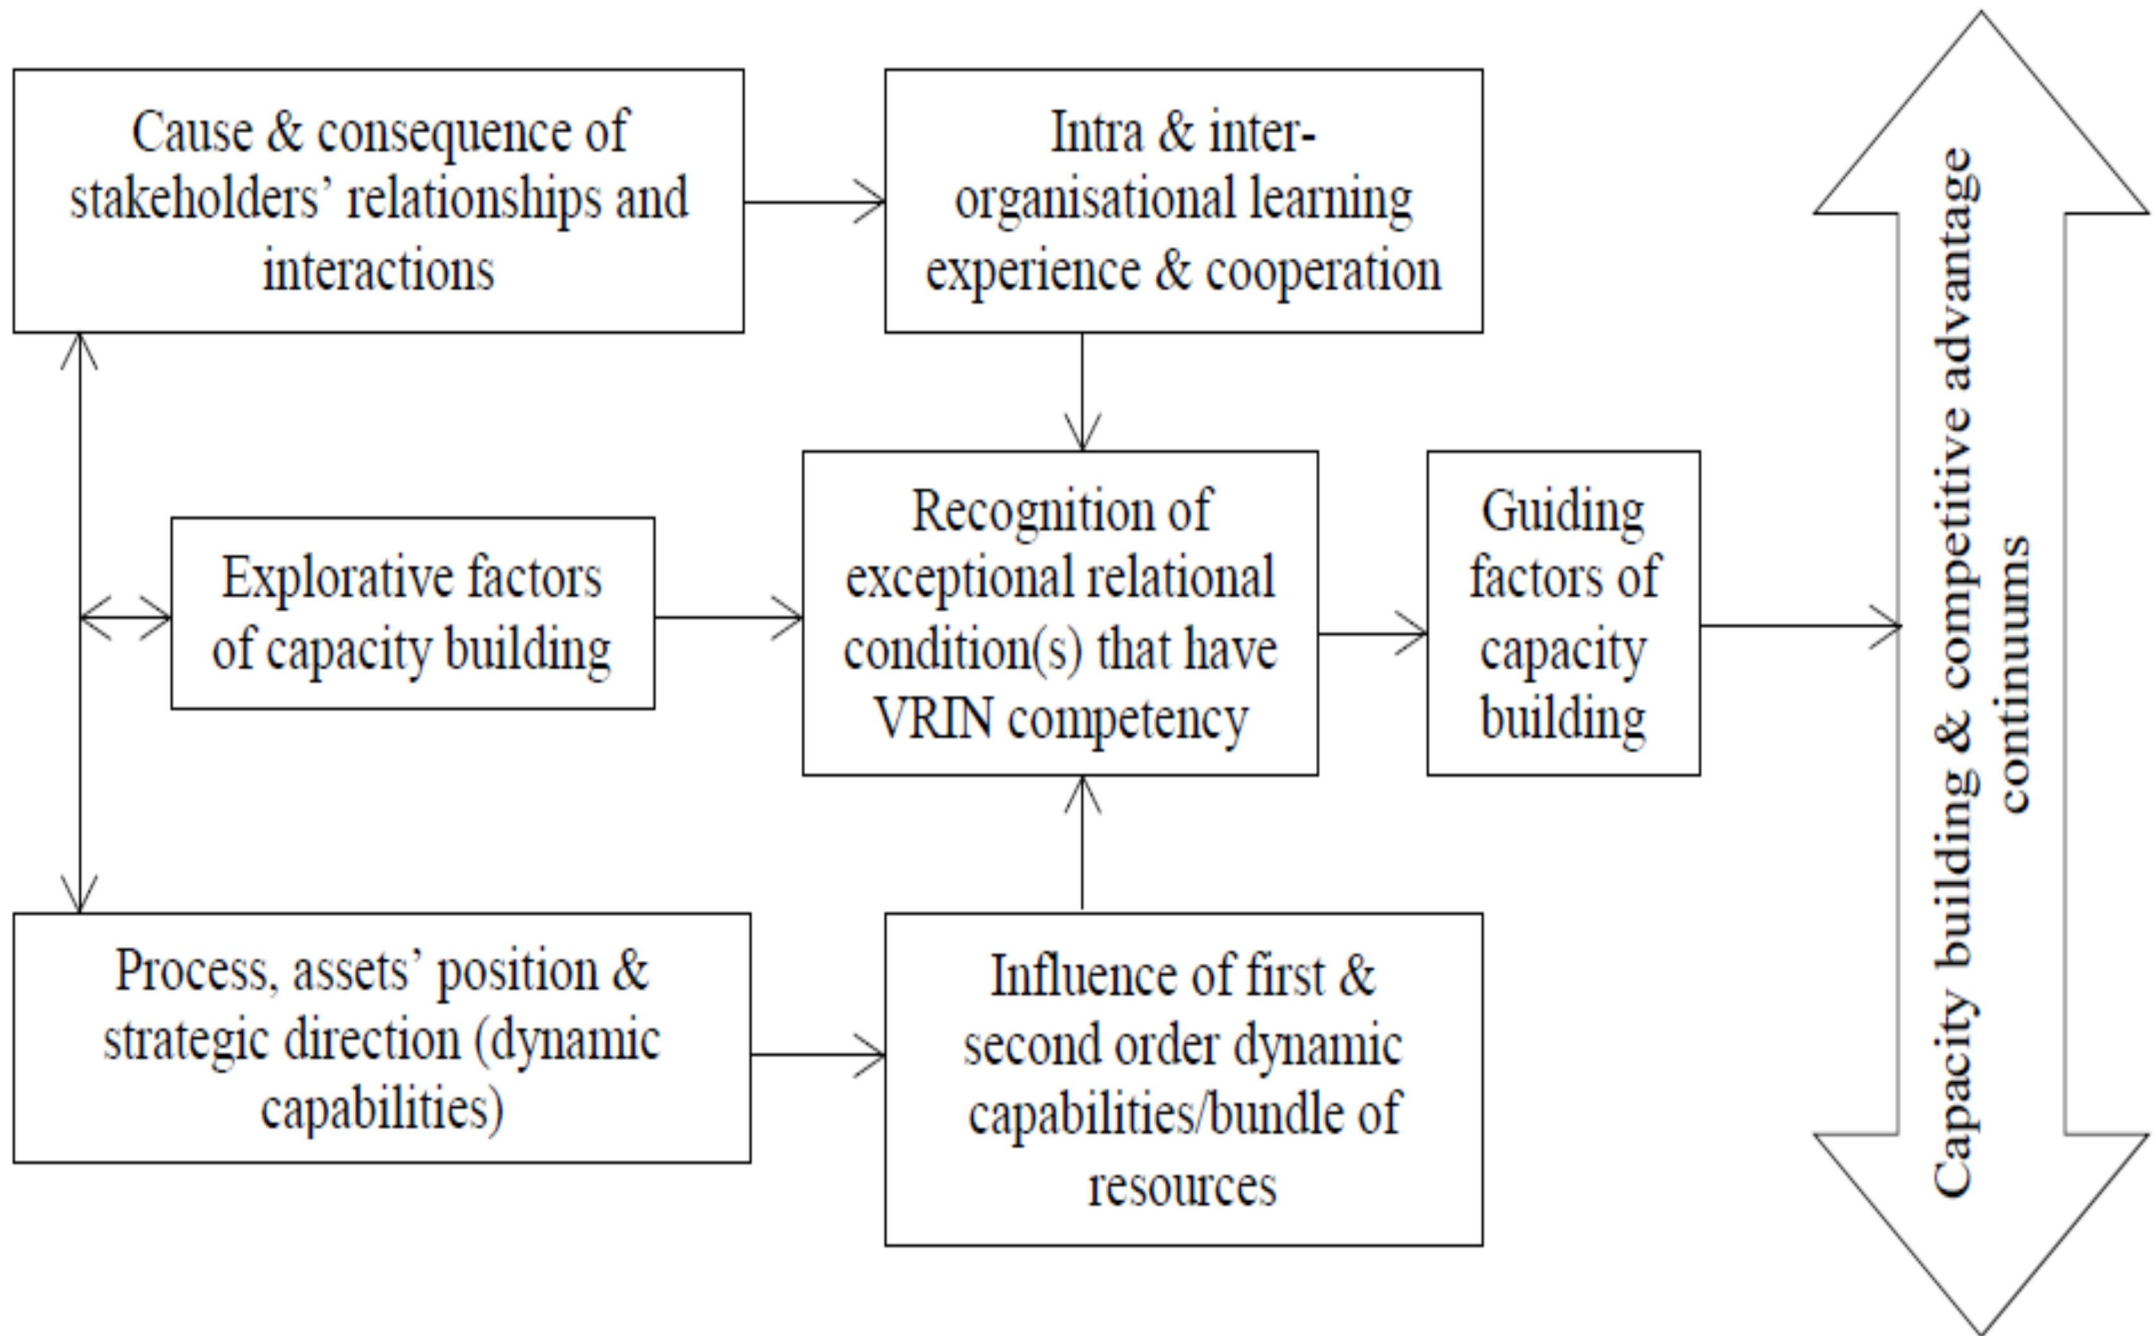 Cause & consequence of
stakeholders’ relationships and
interactions
Intra & inter-
organisational learning
experience & cooperation
Explorative factors
of capacity building
Recognition of
exceptional relational
condition(s) that have
VRIN competency
Guiding
factors of
capacity
building
Process, assets’ position &
strategic direction (dynamic
capabilities)
Influence of first &
second order dynamic
capabilities/bundle of
resources
Capacity building & competitive advantage
continuums